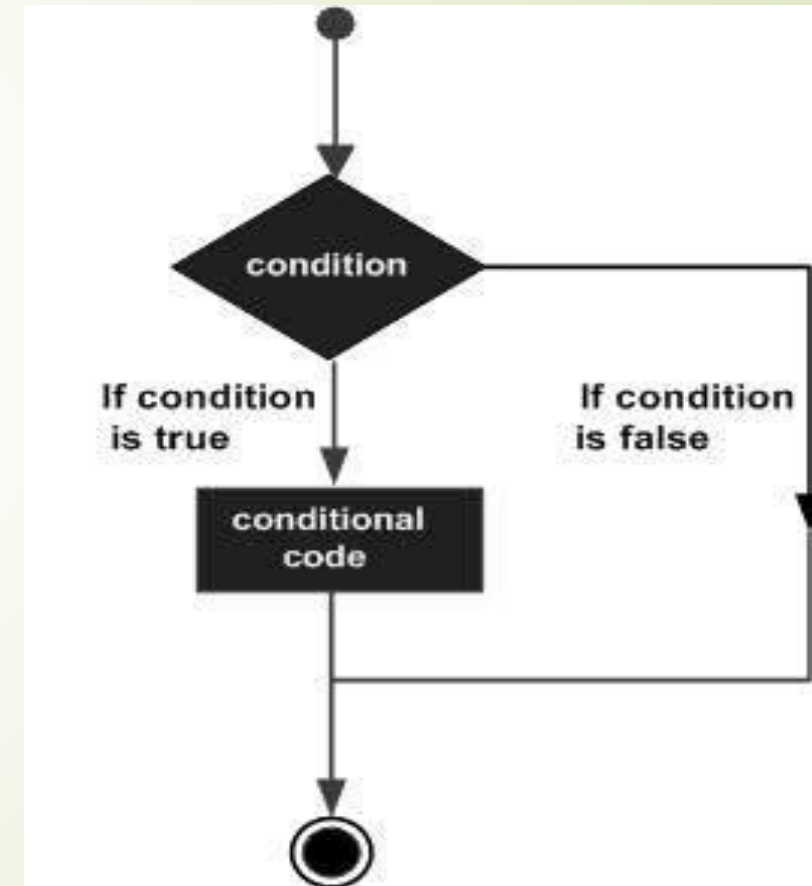 condition
If condition
is true
If condition
is false
conditional
code